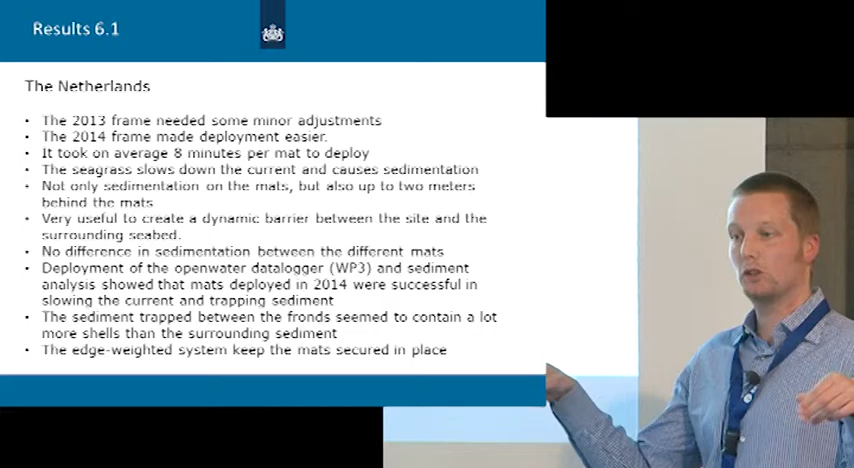 Results 6.1
The Netherlands
• The 2013 frame needed some minor adjustments
• The 2014 frame made deployment easier.
• It took on average 8 minutes per mat to deploy
• The seagrass slows down the current and causes sedimentation
• Not only sedimentation on the mats, but also up to two meters
behind the mats
• Very useful to create a dynamic barrier between the site and the
surrounding seabed.
• No difference in sedimentation between the different mats
• Deployment of the openwater datalogger (WP3) and sediment
analysis showed that mats deployed in 2014 were successful in
slowing the current and trapping sediment
• The sediment trapped between the fronds seemed to contain a lot
more shells than the surrounding sediment
• The edge-weighted system keep the mats secured in place